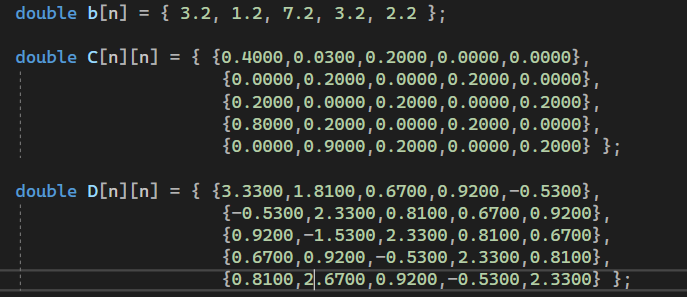 double b[n] = { 3.2, 1.2, 7.2, 3.2, 2.2 };
double C[n][n] = { {0.4000,0.0300,0.2000,0.0000,0.0000},
{0.0000,0.2000,0.0000,0.2000,0.0000},
{0.2000,0.0000,0.2000,0.0000,0.2000},
{0.8000,0.2000,0.0000,0.2000,0.0000},
{0.0000,0.9000,0.2000,0.0000,0.2000} };
double D[n][n] = { {3.3300,1.8100,0.6700,0.9200,-0.5300},
{-0.5300,2.3300,0.8100,0.6700,0.9200},
{0.9200,-1.5300,2.3300,0.8100,0.6700},
{0.6700,0.9200,-0.5300,2.3300,0.8100},
{0.8100,2.6700,0.9200,-0.5300,2.3300} };